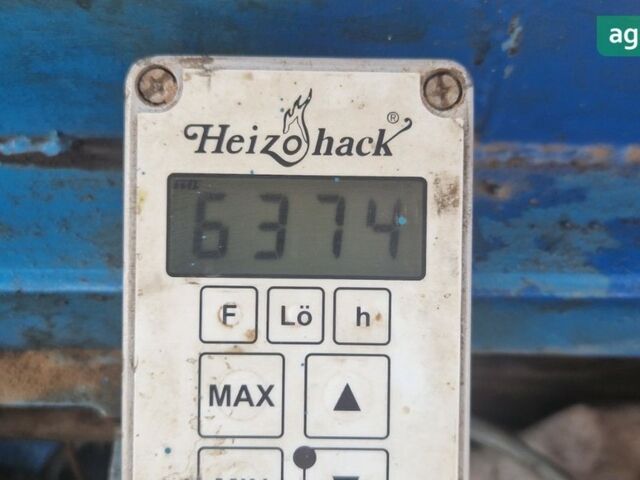 ag
Heizohack®
6374
F Lö h
MAX ▲